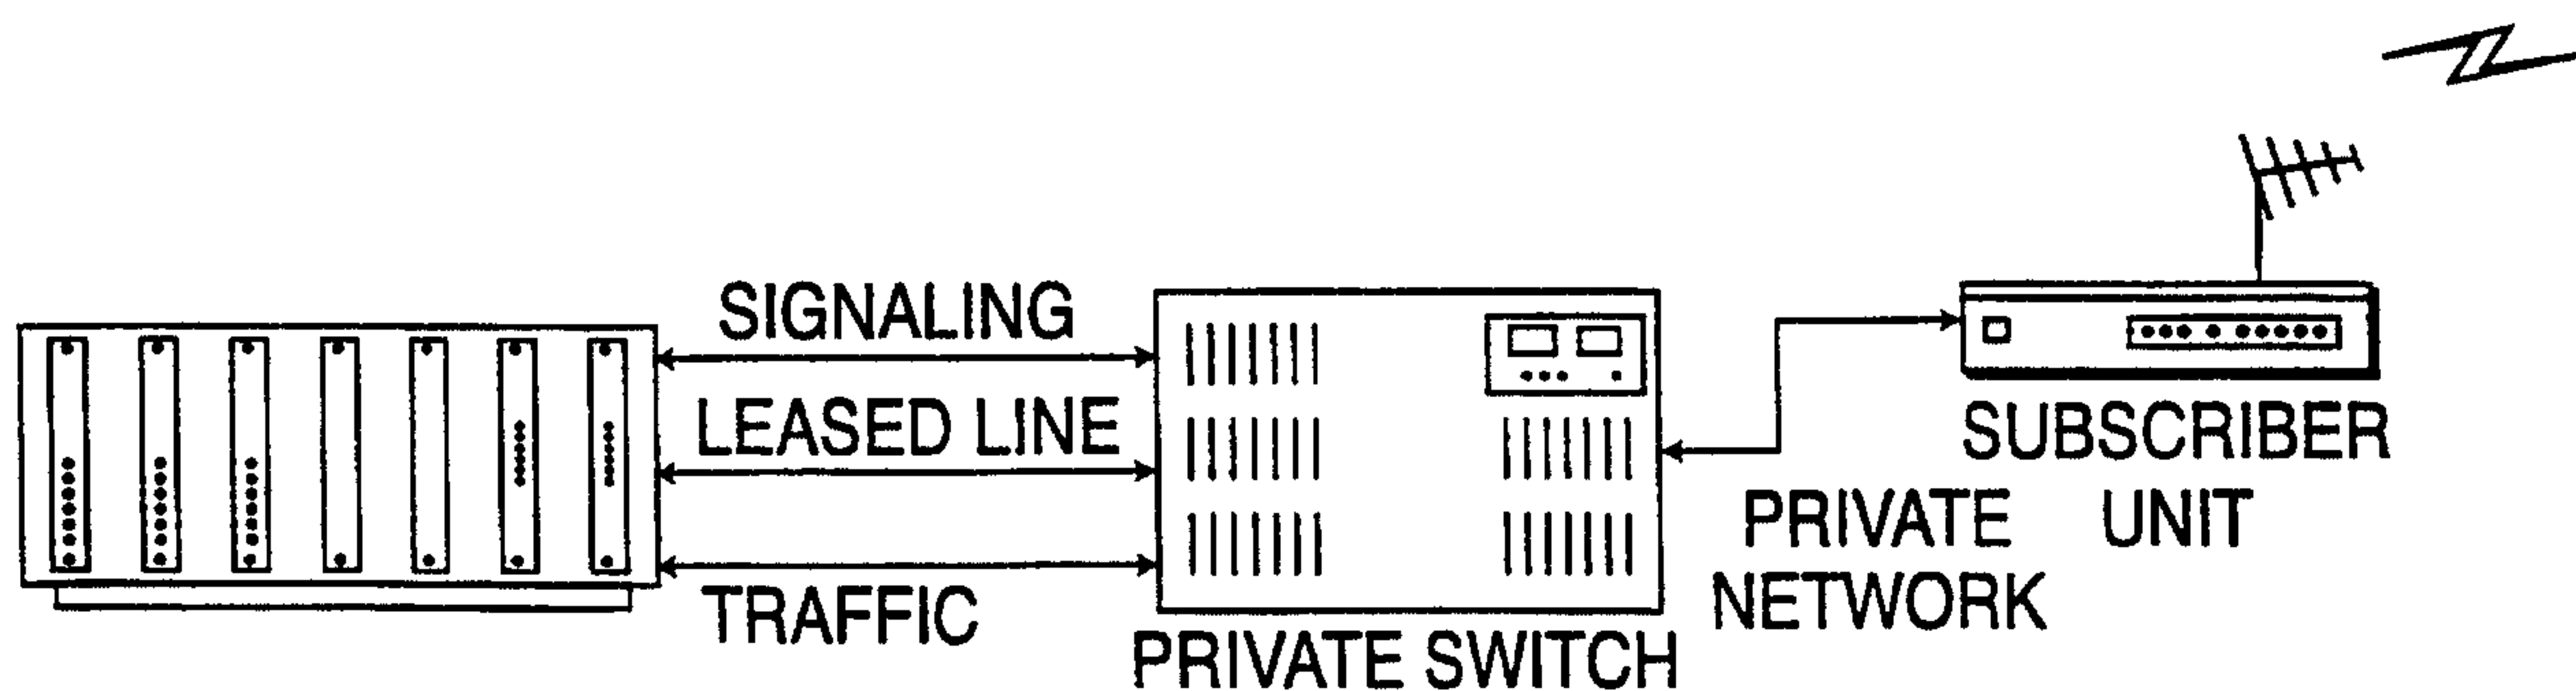 SIGNALING
LEASED LINE
TRAFFIC
PRIVATE SWITCH
PRIVATE
NETWORK
SUBSCRIBER
UNIT